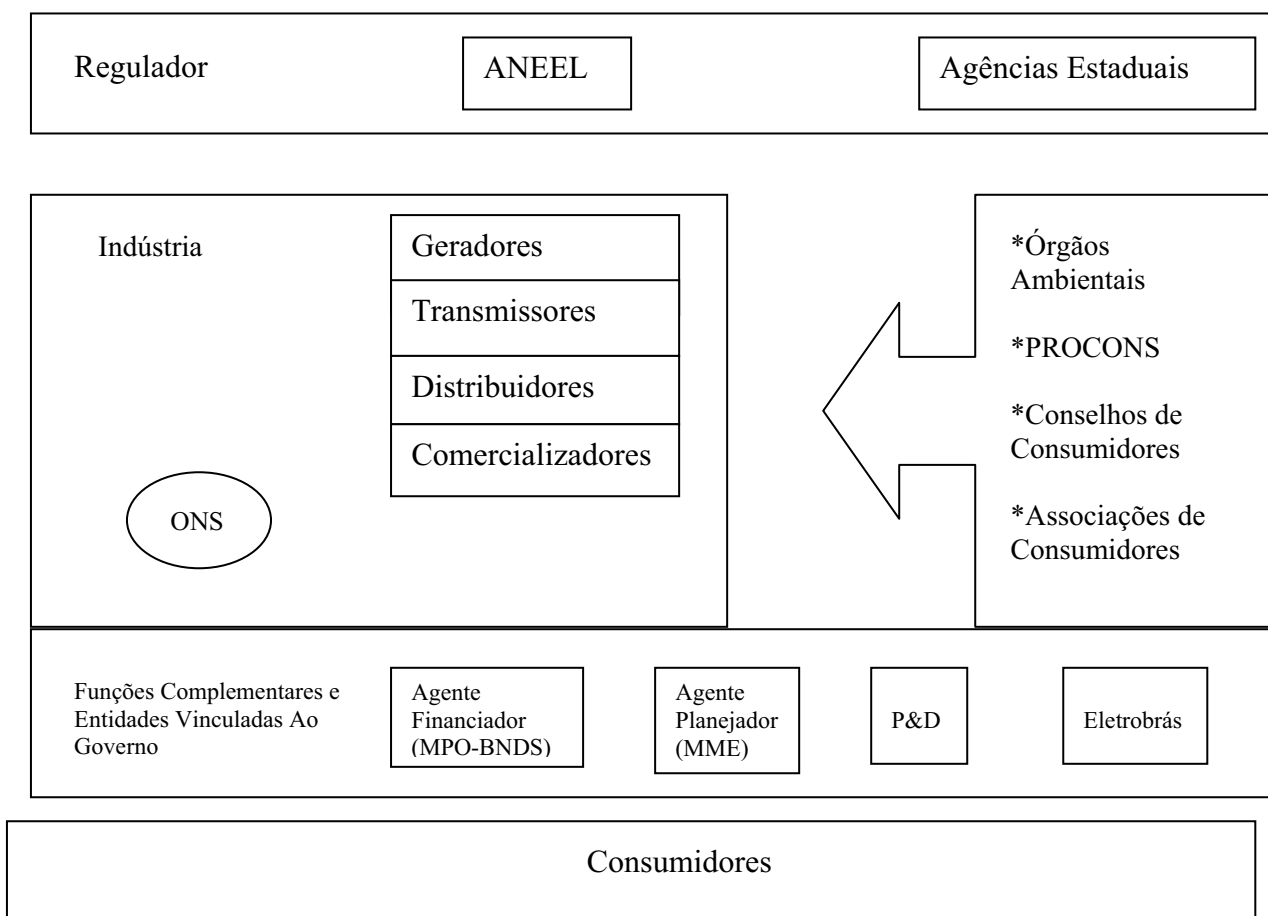 Regulador
ANEEL
Agências Estaduais
Indústria
Geradores
Transmissores
Distribuidores
Comercializadores
ONS
*Órgãos
Ambientais
*PROCONS
*Conselhos de
Consumidores
*Associações de
Consumidores
Funções Complementares e
Entidades Vinculadas Ao
Governo
Agente
Financiador
(MPO-BNDS)
Agente
Planejador
(MME)
P&D
Eletrobrás
Consumidores